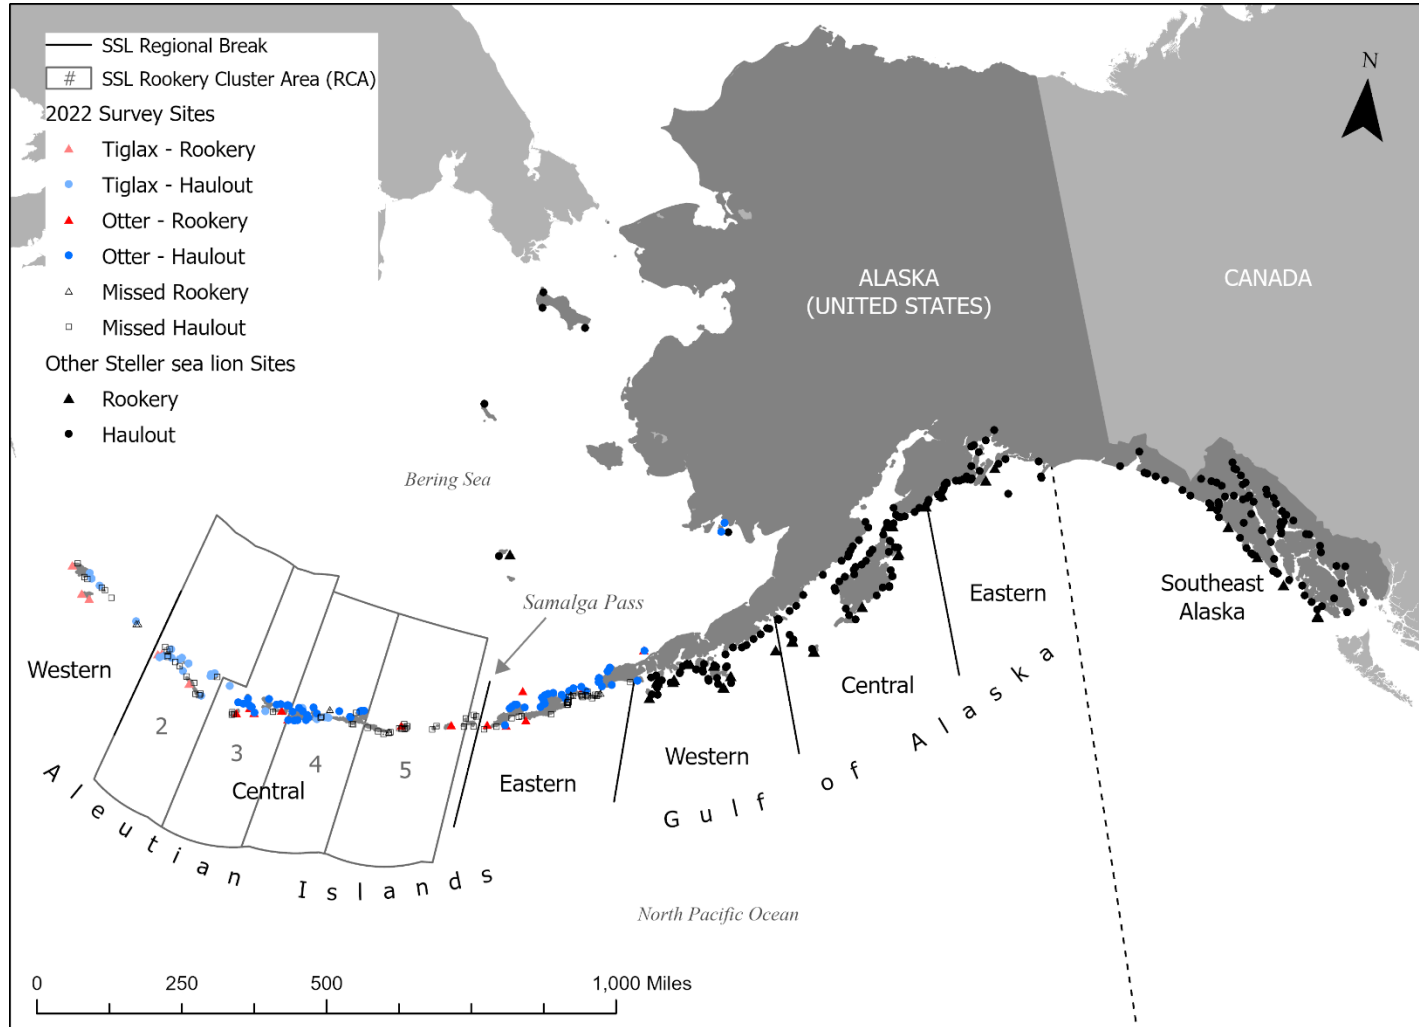 SSL Regional Break
# SSL Rookery Cluster Area (RCA)
2022 Survey Sites
Tiglax - Rookery
Tiglax - Haulout
Otter - Rookery
Otter - Haulout
Missed Rookery
Missed Haulout
Other Steller sea lion Sites
Rookery
Haulout
N
ALASKA
(UNITED STATES)
CANADA
Bering Sea
Samalga Pass
Southeast
Alaska
Eastern
Central
Western
Gulf of Alaska
Eastern
Western
2
3
4
5
Central
Aleutian Islands
North Pacific Ocean
0 250 500 1,000 Miles